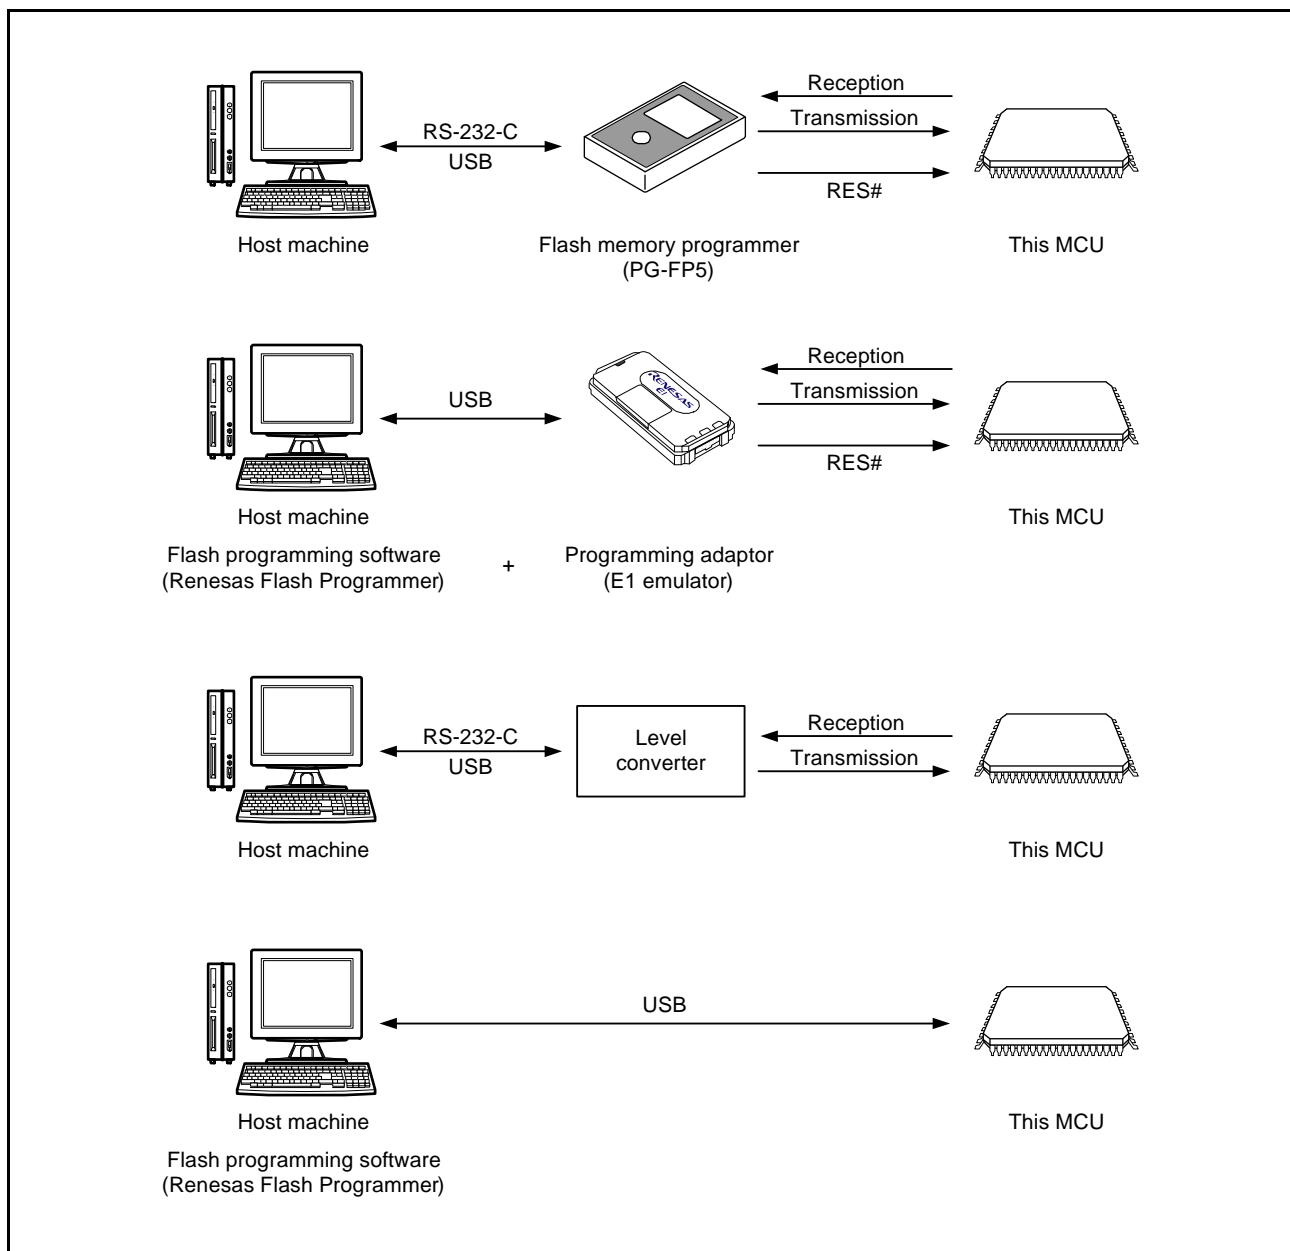 Reception
RS-232-C
Transmission
USB
RES#
Host machine
Flash memory programmer
(PG-FP5)
This MCU
Reception
USB
RENESAS
E1
Transmission
RES#
Host machine
This MCU
Flash programming software
(Renesas Flash Programmer)
+
Programming adaptor
(E1 emulator)
RS-232-C
USB
Level
converter
Reception
Transmission
Host machine
This MCU
USB
Host machine
This MCU
Flash programming software
(Renesas Flash Programmer)